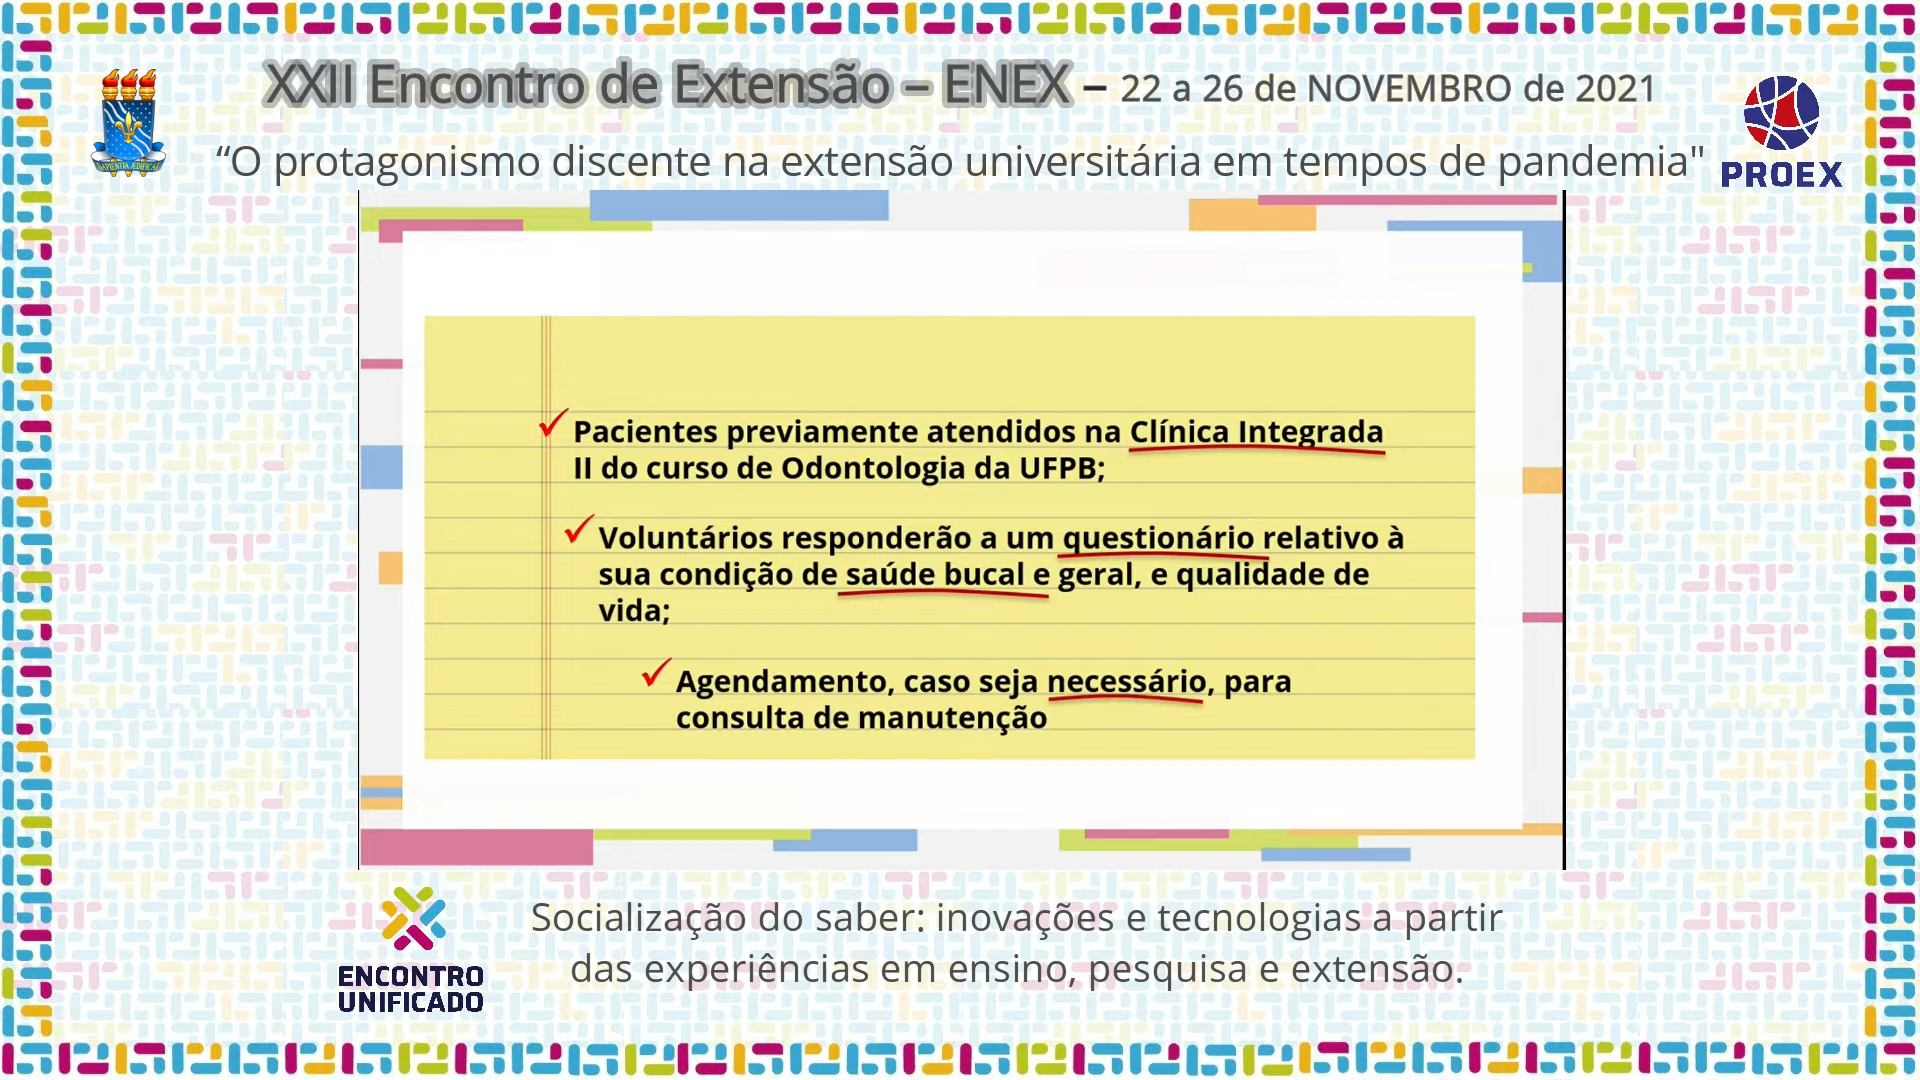 XXII Encontro de Extensão – ENEX – 22 a 26 de NOVEMBRO de 2021
“O protagonismo discente na extensão universitária em tempos de pandemia"
PROEX
Pacientes previamente atendidos na Clínica Integrada
II do curso de Odontologia da UFPB;
Voluntários responderão a um questionário relativo à
sua condição de saúde bucal e geral, e qualidade de
vida;
Agendamento, caso seja necessário, para
consulta de manutenção
ENCONTRO
UNIFICADO
Socialização do saber: inovações e tecnologias a partir
das experiências em ensino, pesquisa e extensão.